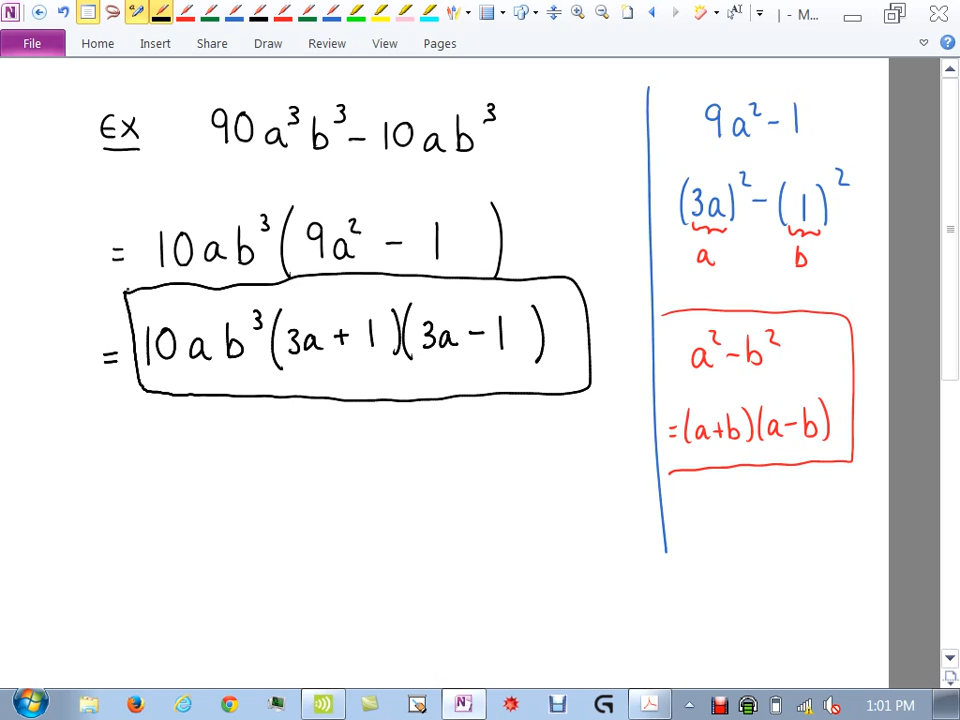 | - M...
File Home Insert Share Draw Review View Pages
EX 90a³b³ - 10ab³
= 10ab³(9a² - 1 )
= 10ab³(3a + 1)(3a - 1 )
9a² - 1
(3a)² - (1)²
a b
a² - b²
= (a+b)(a-b)
1:01 PM